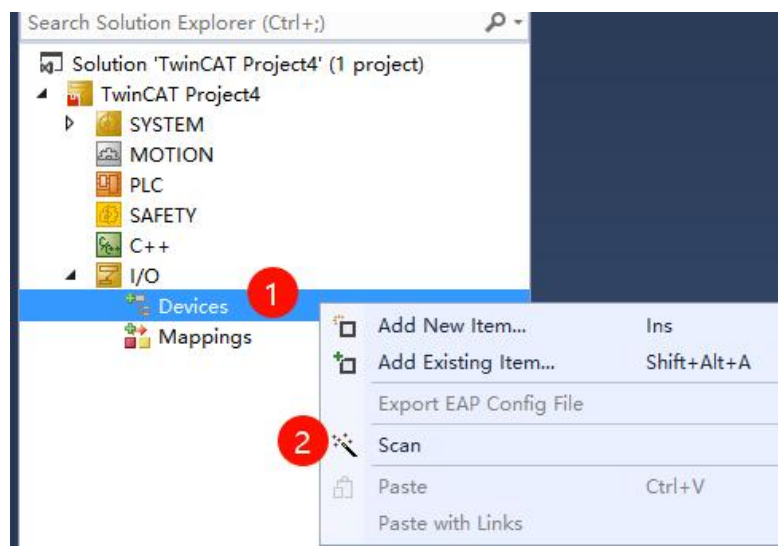 Search Solution Explorer (Ctrl+;)
Solution 'TwinCAT Project4' (1 project)
TwinCAT Project4
SYSTEM
MOTION
PLC
SAFETY
C++
I/O
Devices 1
Mappings
Add New Item... Ins
Add Existing Item... Shift+Alt+A
Export EAP Config File
2 Scan
Paste Ctrl+V
Paste with Links